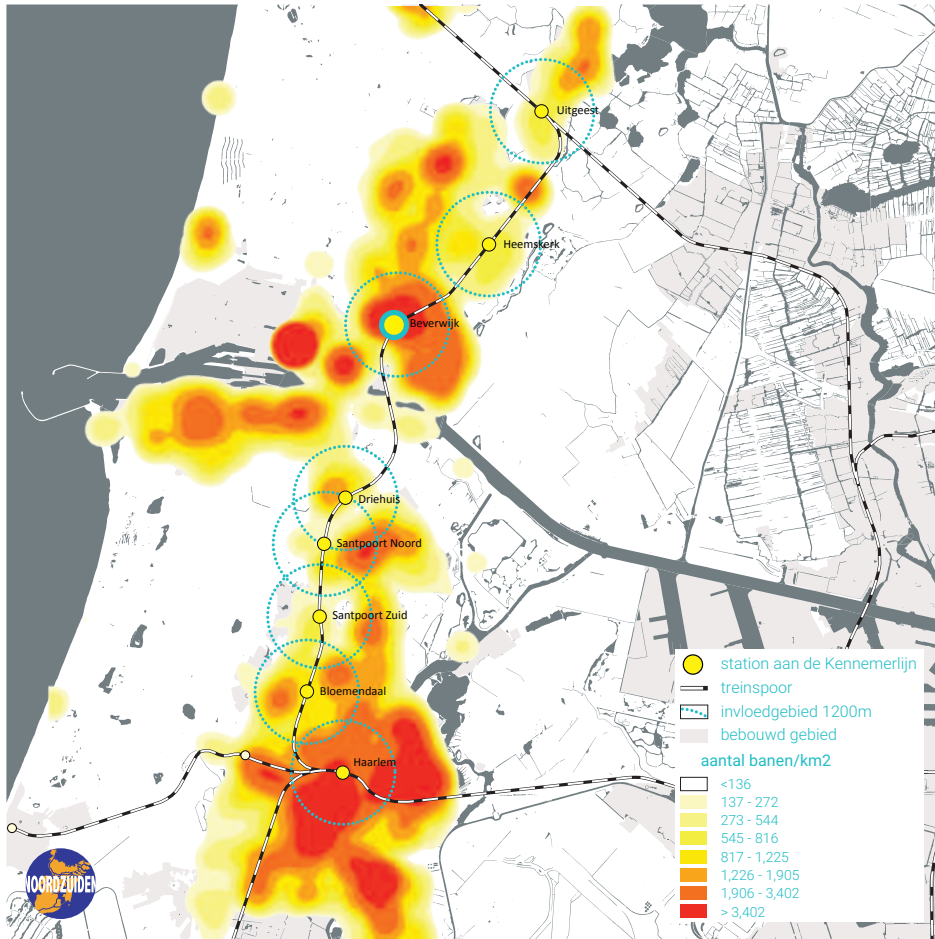 Uitgeest
Heemskerk
Beverwijk
Driehuis
Santpoort Noord
Santpoort Zuid
Bloemendaal
Haarlem
station aan de Kennemerlijn
treinspoor
invloedgebied 1200m
bebouwd gebied
aantal banen/km2
<136
137 - 272
273 - 544
545 - 816
817 - 1,225
1,226 - 1,905
1,906 - 3,402
> 3,402
NOORDZUIDEN